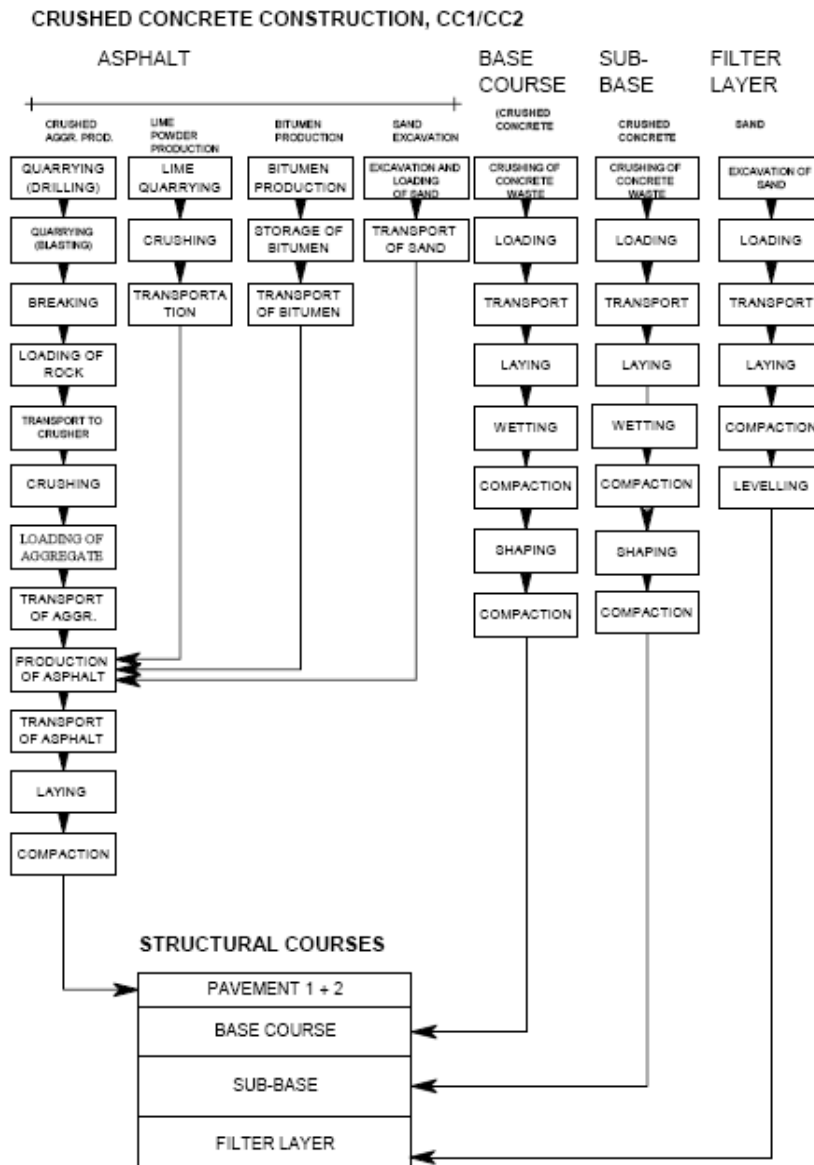 CRUSHED CONCRETE CONSTRUCTION, CC1/CC2
ASPHALT
BASE
COURSE
SUB-
BASE
FILTER
LAYER
CRUSHED
AGGR. PROD.
LIME
POWDER
PRODUCTION
BITUMEN
PRODUCTION
SAND
EXCAVATION
(CRUSHED
CONCRETE
CRUSHED
CONCRETE
SAND
QUARRYING
(DRILLING)
QUARRYING
(BLASTING)
BREAKING
LOADING OF
ROCK
TRANSPORT TO
CRUSHER
CRUSHING
LOADING OF
AGGREGATE
TRANSPORT
OF AGGR.
PRODUCTION
OF ASPHALT
TRANSPORT
OF ASPHALT
LAYING
COMPACTION
LIME
QUARRYING
CRUSHING
TRANSPORTA
TION
BITUMEN
PRODUCTION
STORAGE OF
BITUMEN
TRANSPORT
OF BITUMEN
EXCAVATION AND
LOADING
OF SAND
TRANSPORT
OF SAND
CRUSHING OF
CONCRETE
WASTE
LOADING
TRANSPORT
LAYING
WETTING
COMPACTION
SHAPING
COMPACTION
CRUSHING OF
CONCRETE
WASTE
LOADING
TRANSPORT
LAYING
WETTING
COMPACTION
SHAPING
COMPACTION
EXCAVATION OF
SAND
LOADING
TRANSPORT
LAYING
COMPACTION
LEVELLING
STRUCTURAL COURSES
PAVEMENT 1 + 2
BASE COURSE
SUB-BASE
FILTER LAYER